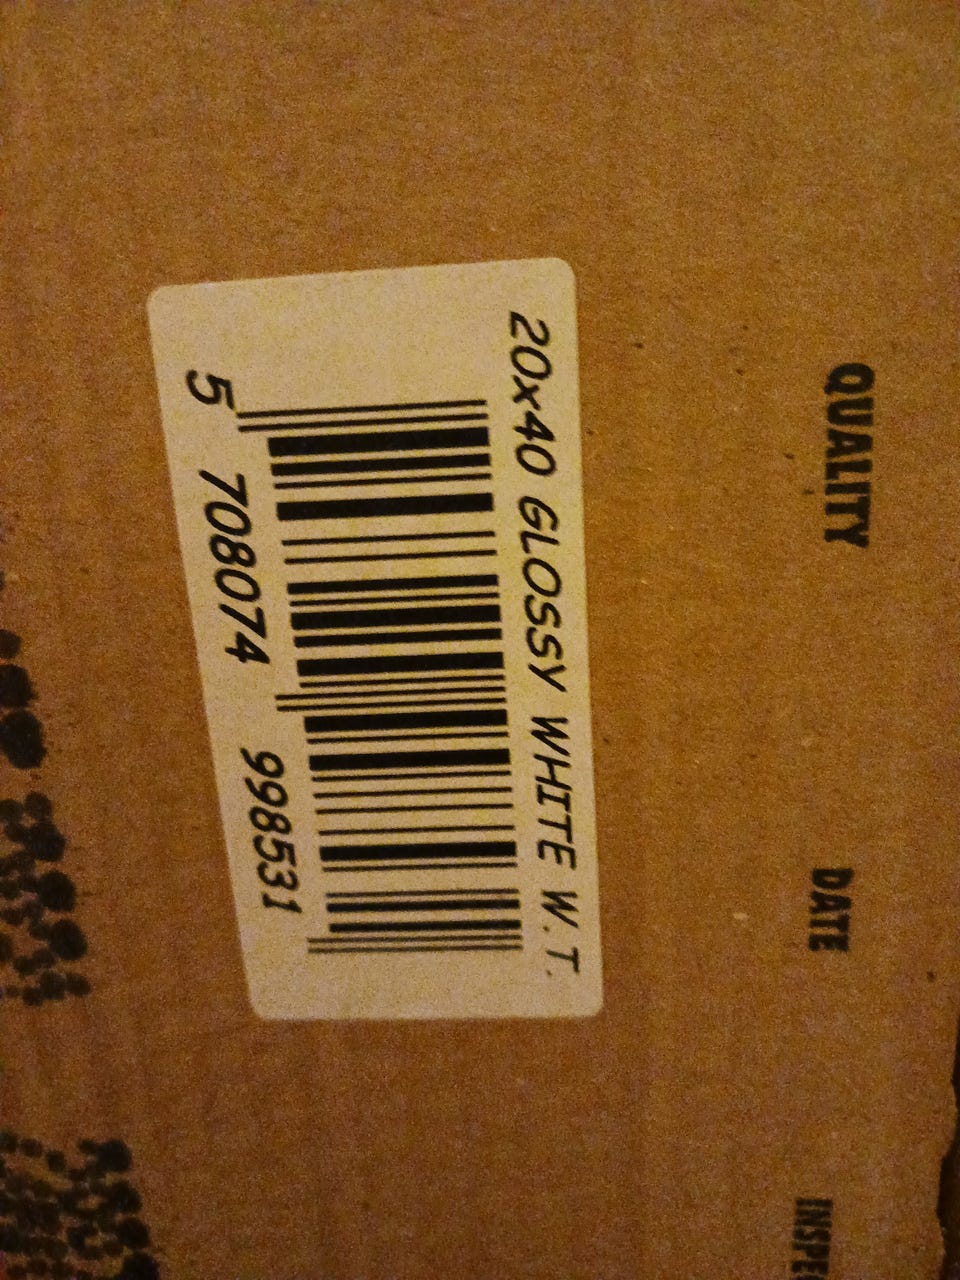 20x40 GLOSSY WHITE W.T.
5 708074 998531
QUALITY
DATE